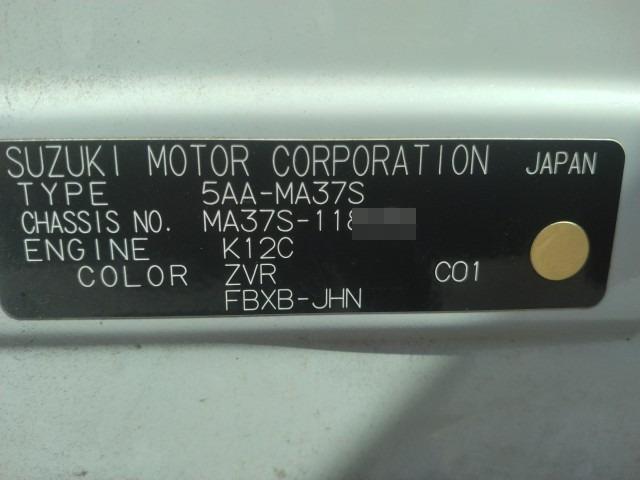 SUZUKI MOTOR CORPORATION JAPAN
TYPE 5AA-MA37S
CHASSIS NO. MA37S-118
ENGINE K12C
COLOR ZVR C01
FBXB-JHN